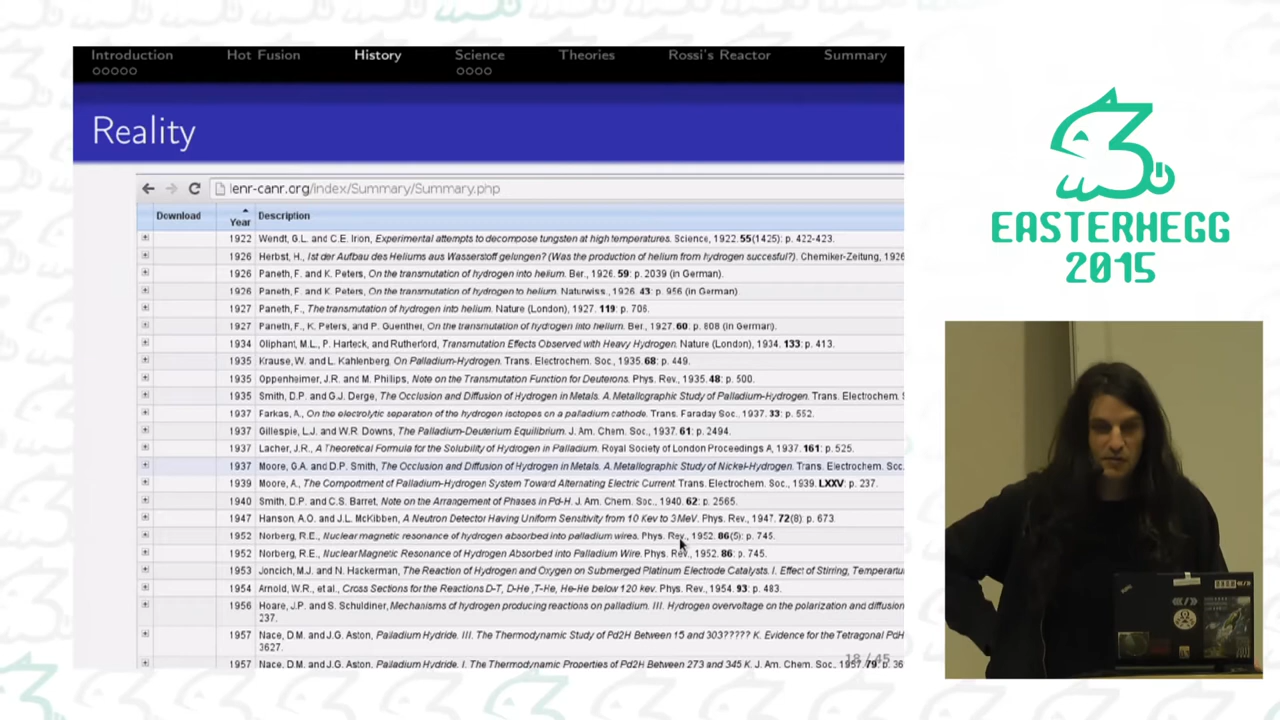 Introduction Hot Fusion History Science Theories Rossi's Reactor Summary
Reality
lenr-canr.org/index/Summary/Summary.php
Download Year Description
1922 Wendt, G.L. and C.E. Irion, Experimental attempts to decompose tungsten at high temperatures. Science, 1922. 55(1425): p. 422-423.
1926 Herbst, H., Ist der Aufbau des Heliums aus Wasserstoff gelungen? (Was the production of helium from hydrogen succesful?). Chemiker-Zeitung, 1926
1926 Paneth, F. and K. Peters, On the transmutation of hydrogen into helium. Ber., 1926. 59: p. 2039 (in German).
1926 Paneth, F. and K. Peters, On the transmutation of hydrogen to helium. Naturwiss., 1926. 43: p. 956 (in German)
1927 Paneth, F., The transmutation of hydrogen into helium. Nature (London), 1927. 119: p. 706.
1927 Paneth, F., K. Peters, and P. Guenther, On the transmutation of hydrogen into helium. Ber., 1927. 60: p. 808 (in German).
1934 Oliphant, M.L., P. Harteck, and Rutherford, Transmutation Effects Observed with Heavy Hydrogen. Nature (London), 1934. 133: p. 413.
1935 Krause, W. and L. Kahlenberg, On Palladium-Hydrogen. Trans. Electrochem. Soc., 1935. 68: p. 449.
1935 Oppenheimer, J.R. and M. Phillips, Note on the Transmutation Function for Deuterons. Phys. Rev., 1935. 48: p. 500.
1935 Smith, D.P. and G.J. Derge, The Occlusion and Diffusion of Hydrogen in Metals. A Metallographic Study of Palladium-Hydrogen. Trans. Electrochem. S
1937 Farkas, A., On the electrolytic separation of the hydrogen isotopes on a palladium cathode. Trans. Faraday Soc., 1937. 33: p. 552.
1937 Gillespie, L.J. and W.R. Downs, The Palladium-Deuterium Equilibrium. J. Am. Chem. Soc., 1937. 61: p. 2494.
1937 Lacher, J.R., A Theoretical Formula for the Solubility of Hydrogen in Palladium. Royal Society of London Proceedings A, 1937. 161: p. 525.
1937 Moore, G.A. and D.P. Smith, The Occlusion and Diffusion of Hydrogen in Metals. A Metallographic Study of Nickel-Hydrogen. Trans. Electrochem. Soc.
1939 Moore, A., The Comportment of Palladium-Hydrogen System Toward Alternating Electric Current Trans. Electrochem. Soc., 1939. LXXV: p. 237.
1940 Smith, D.P. and C.S. Barret, Note on the Arrangement of Phases in Pd-H. J. Am. Chem. Soc., 1940. 62: p. 2565.
1947 Hanson, A.O. and J.L. McKibben, A Neutron Detector Having Uniform Sensitivity from 10 Kev to 3MeV. Phys. Rev., 1947. 72(8): p. 673.
1952 Norberg, R.E., Nuclear magnetic resonance of hydrogen absorbed into palladium wires. Phys. Rev., 1952. 86(5): p. 745.
1952 Norberg, R.E., Nuclear Magnetic Resonance of Hydrogen Absorbed into Palladium Wire. Phys. Rev., 1952. 86: p. 745.
1953 Joncich, M.J. and N. Hackerman, The Reaction of Hydrogen and Oxygen on Submerged Platinum Electrode Catalysts. I. Effect of Stirring, Temperatur
1954 Arnold, W.R., et al., Cross Sections for the Reactions D-T, D-He ,T-He, He-He below 120 kev. Phys. Rev., 1954. 93: p. 483.
1956 Hoare, J.P. and S. Schuldiner, Mechanisms of hydrogen producing reactions on palladium. III. Hydrogen overvoltage on the polarization and diffusion
237.
1957 Nace, D.M. and J.G. Aston, Palladium Hydride. III. The Thermodynamic Study of Pd2H Between 15 and 303????? K. Evidence for the Tetragonal PdH
3627.
1957 Nace, D.M. and J.G. Aston, Palladium Hydride. I. The Thermodynamic Properties of Pd2H Between 273 and 345 K. J. Am. Chem. Soc., 1957. 79: p. 36
18 / 45
EASTERHEGG
2015